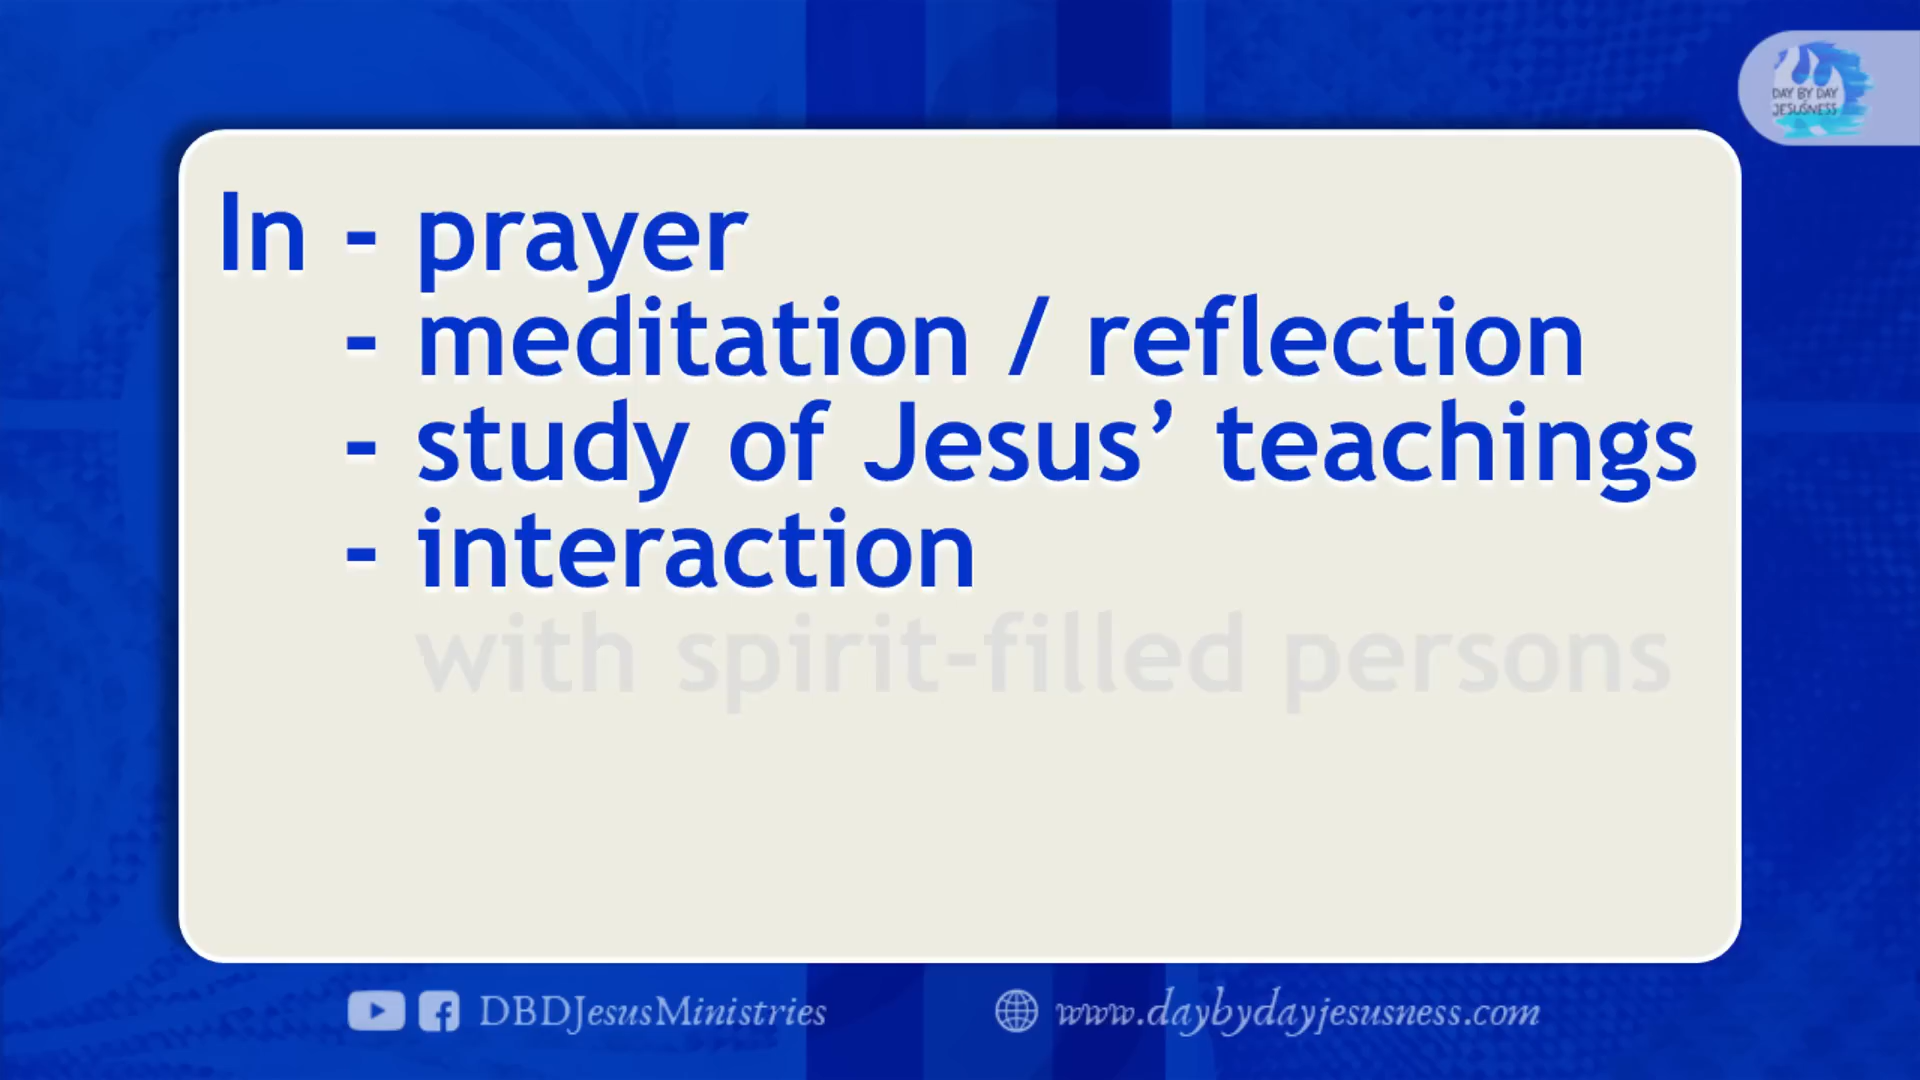 DAY BY DAY
JESUSNESS
In - prayer
- meditation / reflection
- study of Jesus’ teachings
- interaction
with spirit-filled persons
DBDJesusMinistries
www.daybydayjesusness.com